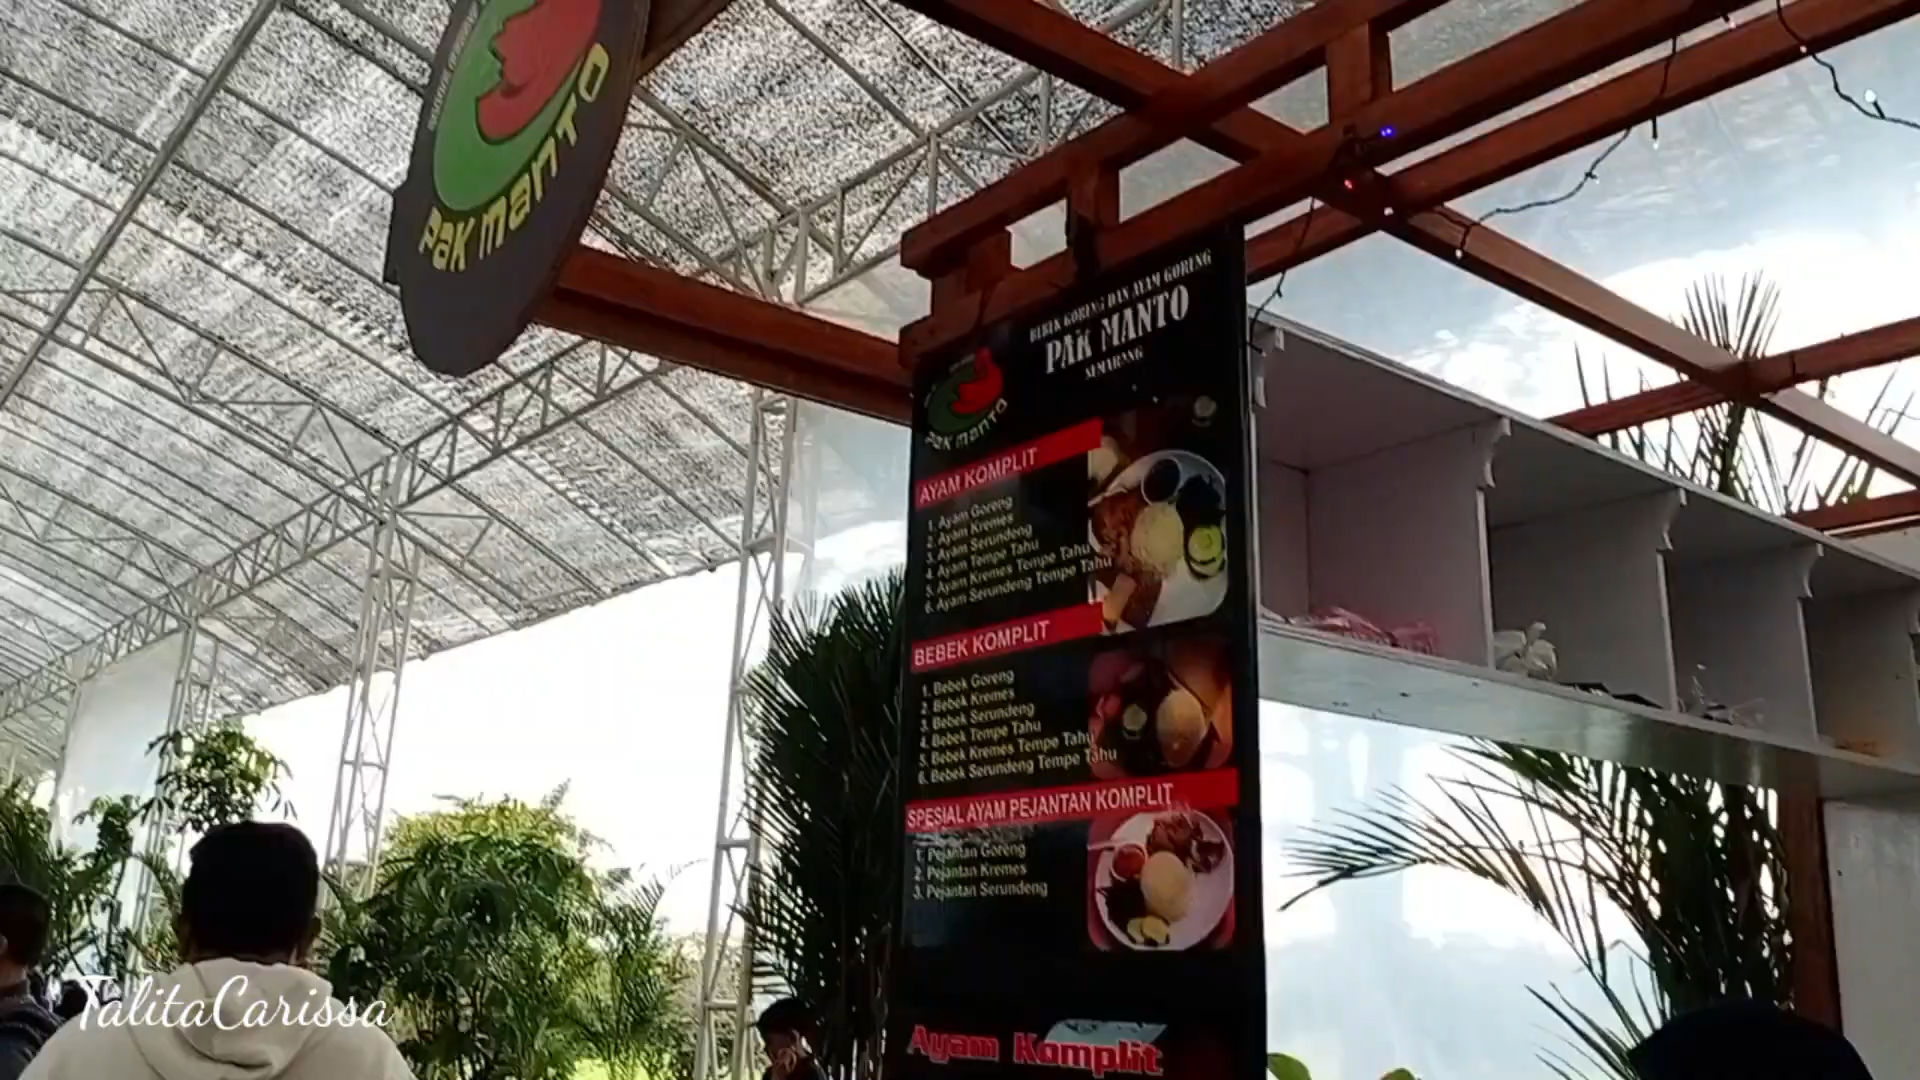 Pak manto
BEBEK GORENG DAN AYAM GORENG
PAK MANTO
SEMARANG
Pak manto
AYAM KOMPLIT
1. Ayam Goreng
2. Ayam Kremes
3. Ayam Serundeng
4. Ayam Tempe Tahu
5. Ayam Kremes Tempe Tahu
6. Ayam Serundeng Tempe Tahu
BEBEK KOMPLIT
1. Bebek Goreng
2. Bebek Kremes
3. Bebek Serundeng
4. Bebek Tempe Tahu
5. Bebek Kremes Tempe Tahu
6. Bebek Serundeng Tempe Tahu
SPESIAL AYAM PEJANTAN KOMPLIT
1. Pejantan Goreng
2. Pejantan Kremes
3. Pejantan Serundeng
Ayam Komplit
TalitaCarissa